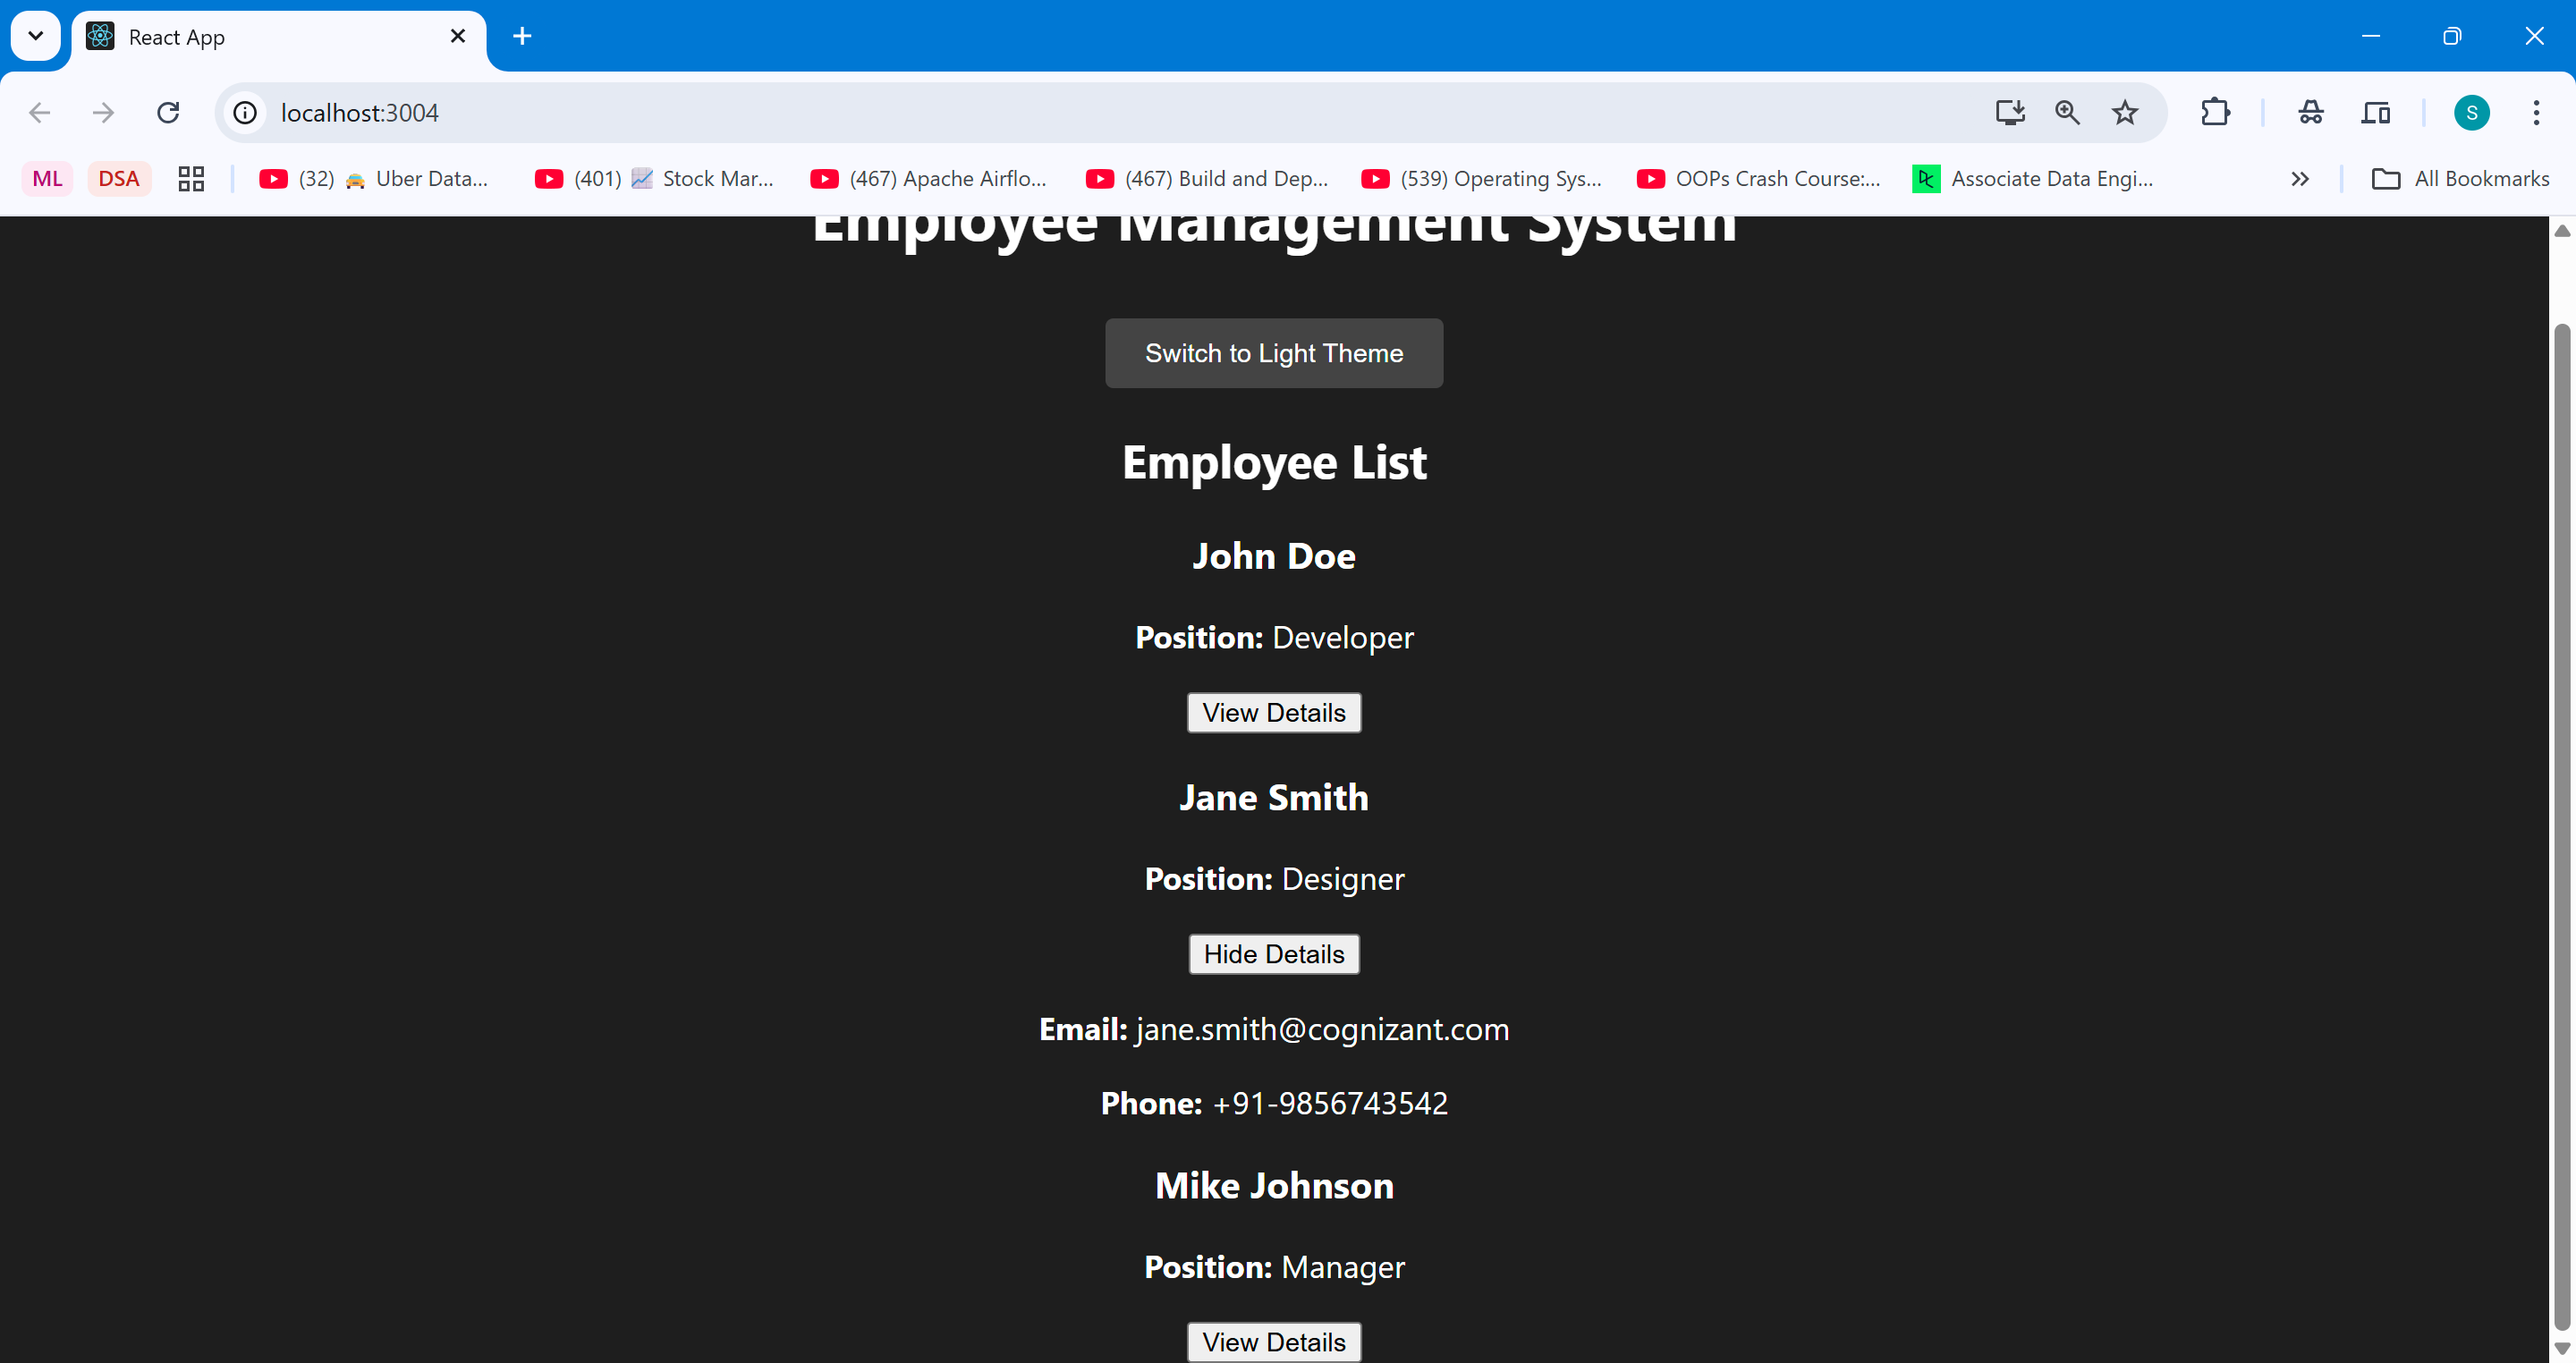 React App
localhost:3004
ML DSA (32) 🚖 Uber Data... (401) 📈 Stock Mar... (467) Apache Airflo... (467) Build and Dep... (539) Operating Sys... OOPs Crash Course:... Associate Data Engi... All Bookmarks
S
Employee Management System
Switch to Light Theme
Employee List
John Doe
Position: Developer
View Details
Jane Smith
Position: Designer
Hide Details
Email: jane.smith@cognizant.com
Phone: +91-9856743542
Mike Johnson
Position: Manager
View Details